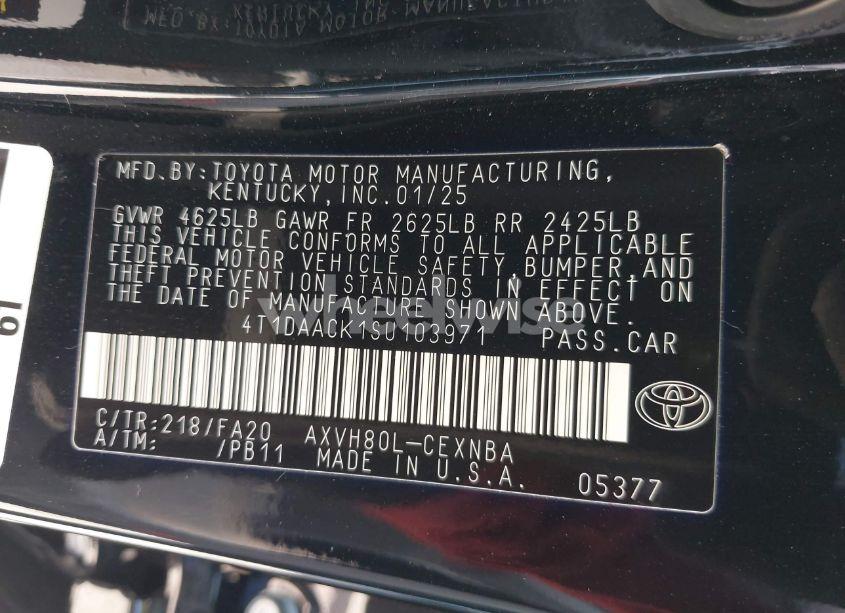 MFD.BY:TOYOTA MOTOR MANUFACTURING,
KENTUCKY,INC.01/25
GVWR 4625LB GAWR FR 2625LB RR 2425LB
THIS VEHICLE CONFORMS TO ALL APPLICABLE
FEDERAL MOTOR VEHICLE SAFETY,BUMPER,AND
THEFT PREVENTION STANDARDS IN EFFECT ON
THE DATE OF MANUFACTURE SHOWN ABOVE.
4T1DAACK1SU103971 PASS.CAR
wheelwise
C/TR:218/FA20 AXVH80L-CEXNBA
A/TM: /PB11 MADE IN U.S.A. 05377